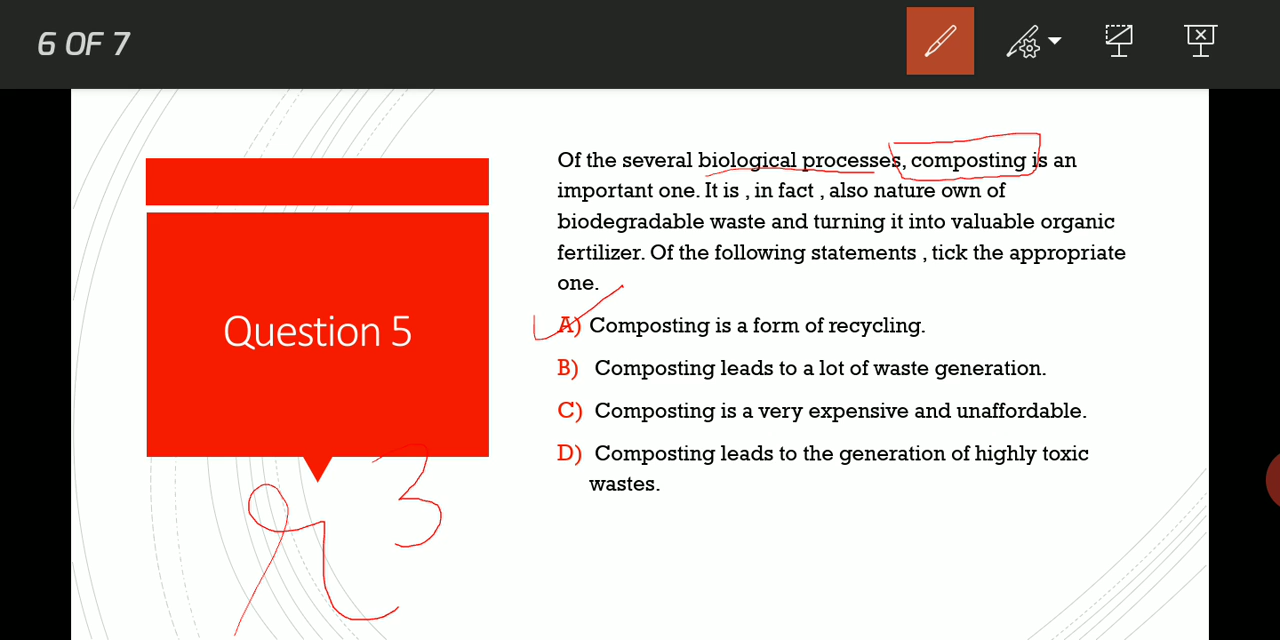 6 OF 7
Question 5
Of the several biological processes, composting is an
important one. It is , in fact , also nature own of
biodegradable waste and turning it into valuable organic
fertilizer. Of the following statements , tick the appropriate
one.
A) Composting is a form of recycling.
B) Composting leads to a lot of waste generation.
C) Composting is a very expensive and unaffordable.
D) Composting leads to the generation of highly toxic
wastes.
3